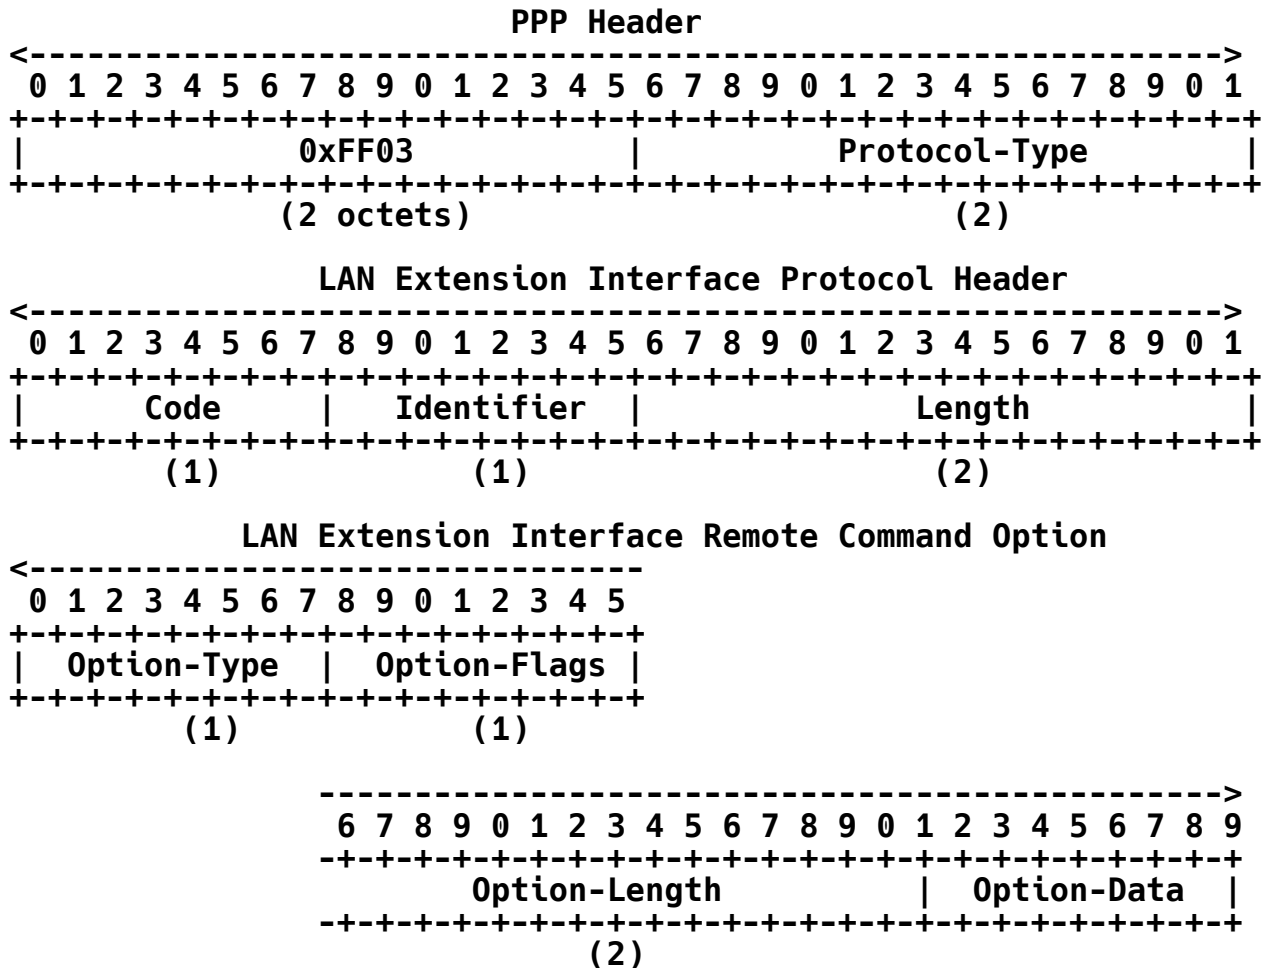 PPP Header
<-------------------------------------------------------------->
 0 1 2 3 4 5 6 7 8 9 0 1 2 3 4 5 6 7 8 9 0 1 2 3 4 5 6 7 8 9 0 1
+-+-+-+-+-+-+-+-+-+-+-+-+-+-+-+-+-+-+-+-+-+-+-+-+-+-+-+-+-+-+-+-+
|              0xFF03           |          Protocol-Type        |
+-+-+-+-+-+-+-+-+-+-+-+-+-+-+-+-+-+-+-+-+-+-+-+-+-+-+-+-+-+-+-+-+
              (2 octets)                         (2)

                LAN Extension Interface Protocol Header
<-------------------------------------------------------------->
 0 1 2 3 4 5 6 7 8 9 0 1 2 3 4 5 6 7 8 9 0 1 2 3 4 5 6 7 8 9 0 1
+-+-+-+-+-+-+-+-+-+-+-+-+-+-+-+-+-+-+-+-+-+-+-+-+-+-+-+-+-+-+-+-+
|      Code     |   Identifier  |              Length           |
+-+-+-+-+-+-+-+-+-+-+-+-+-+-+-+-+-+-+-+-+-+-+-+-+-+-+-+-+-+-+-+-+
        (1)             (1)                     (2)

            LAN Extension Interface Remote Command Option
<--------------------------------
 0 1 2 3 4 5 6 7 8 9 0 1 2 3 4 5
+-+-+-+-+-+-+-+-+-+-+-+-+-+-+-+-+
|  Option-Type  |  Option-Flags |
+-+-+-+-+-+-+-+-+-+-+-+-+-+-+-+-+
         (1)            (1)

                ----------------------------------------------->
                 6 7 8 9 0 1 2 3 4 5 6 7 8 9 0 1 2 3 4 5 6 7 8 9
                -+-+-+-+-+-+-+-+-+-+-+-+-+-+-+-+-+-+-+-+-+-+-+-+
                        Option-Length          |  Option-Data  |
                -+-+-+-+-+-+-+-+-+-+-+-+-+-+-+-+-+-+-+-+-+-+-+-+
                              (2)